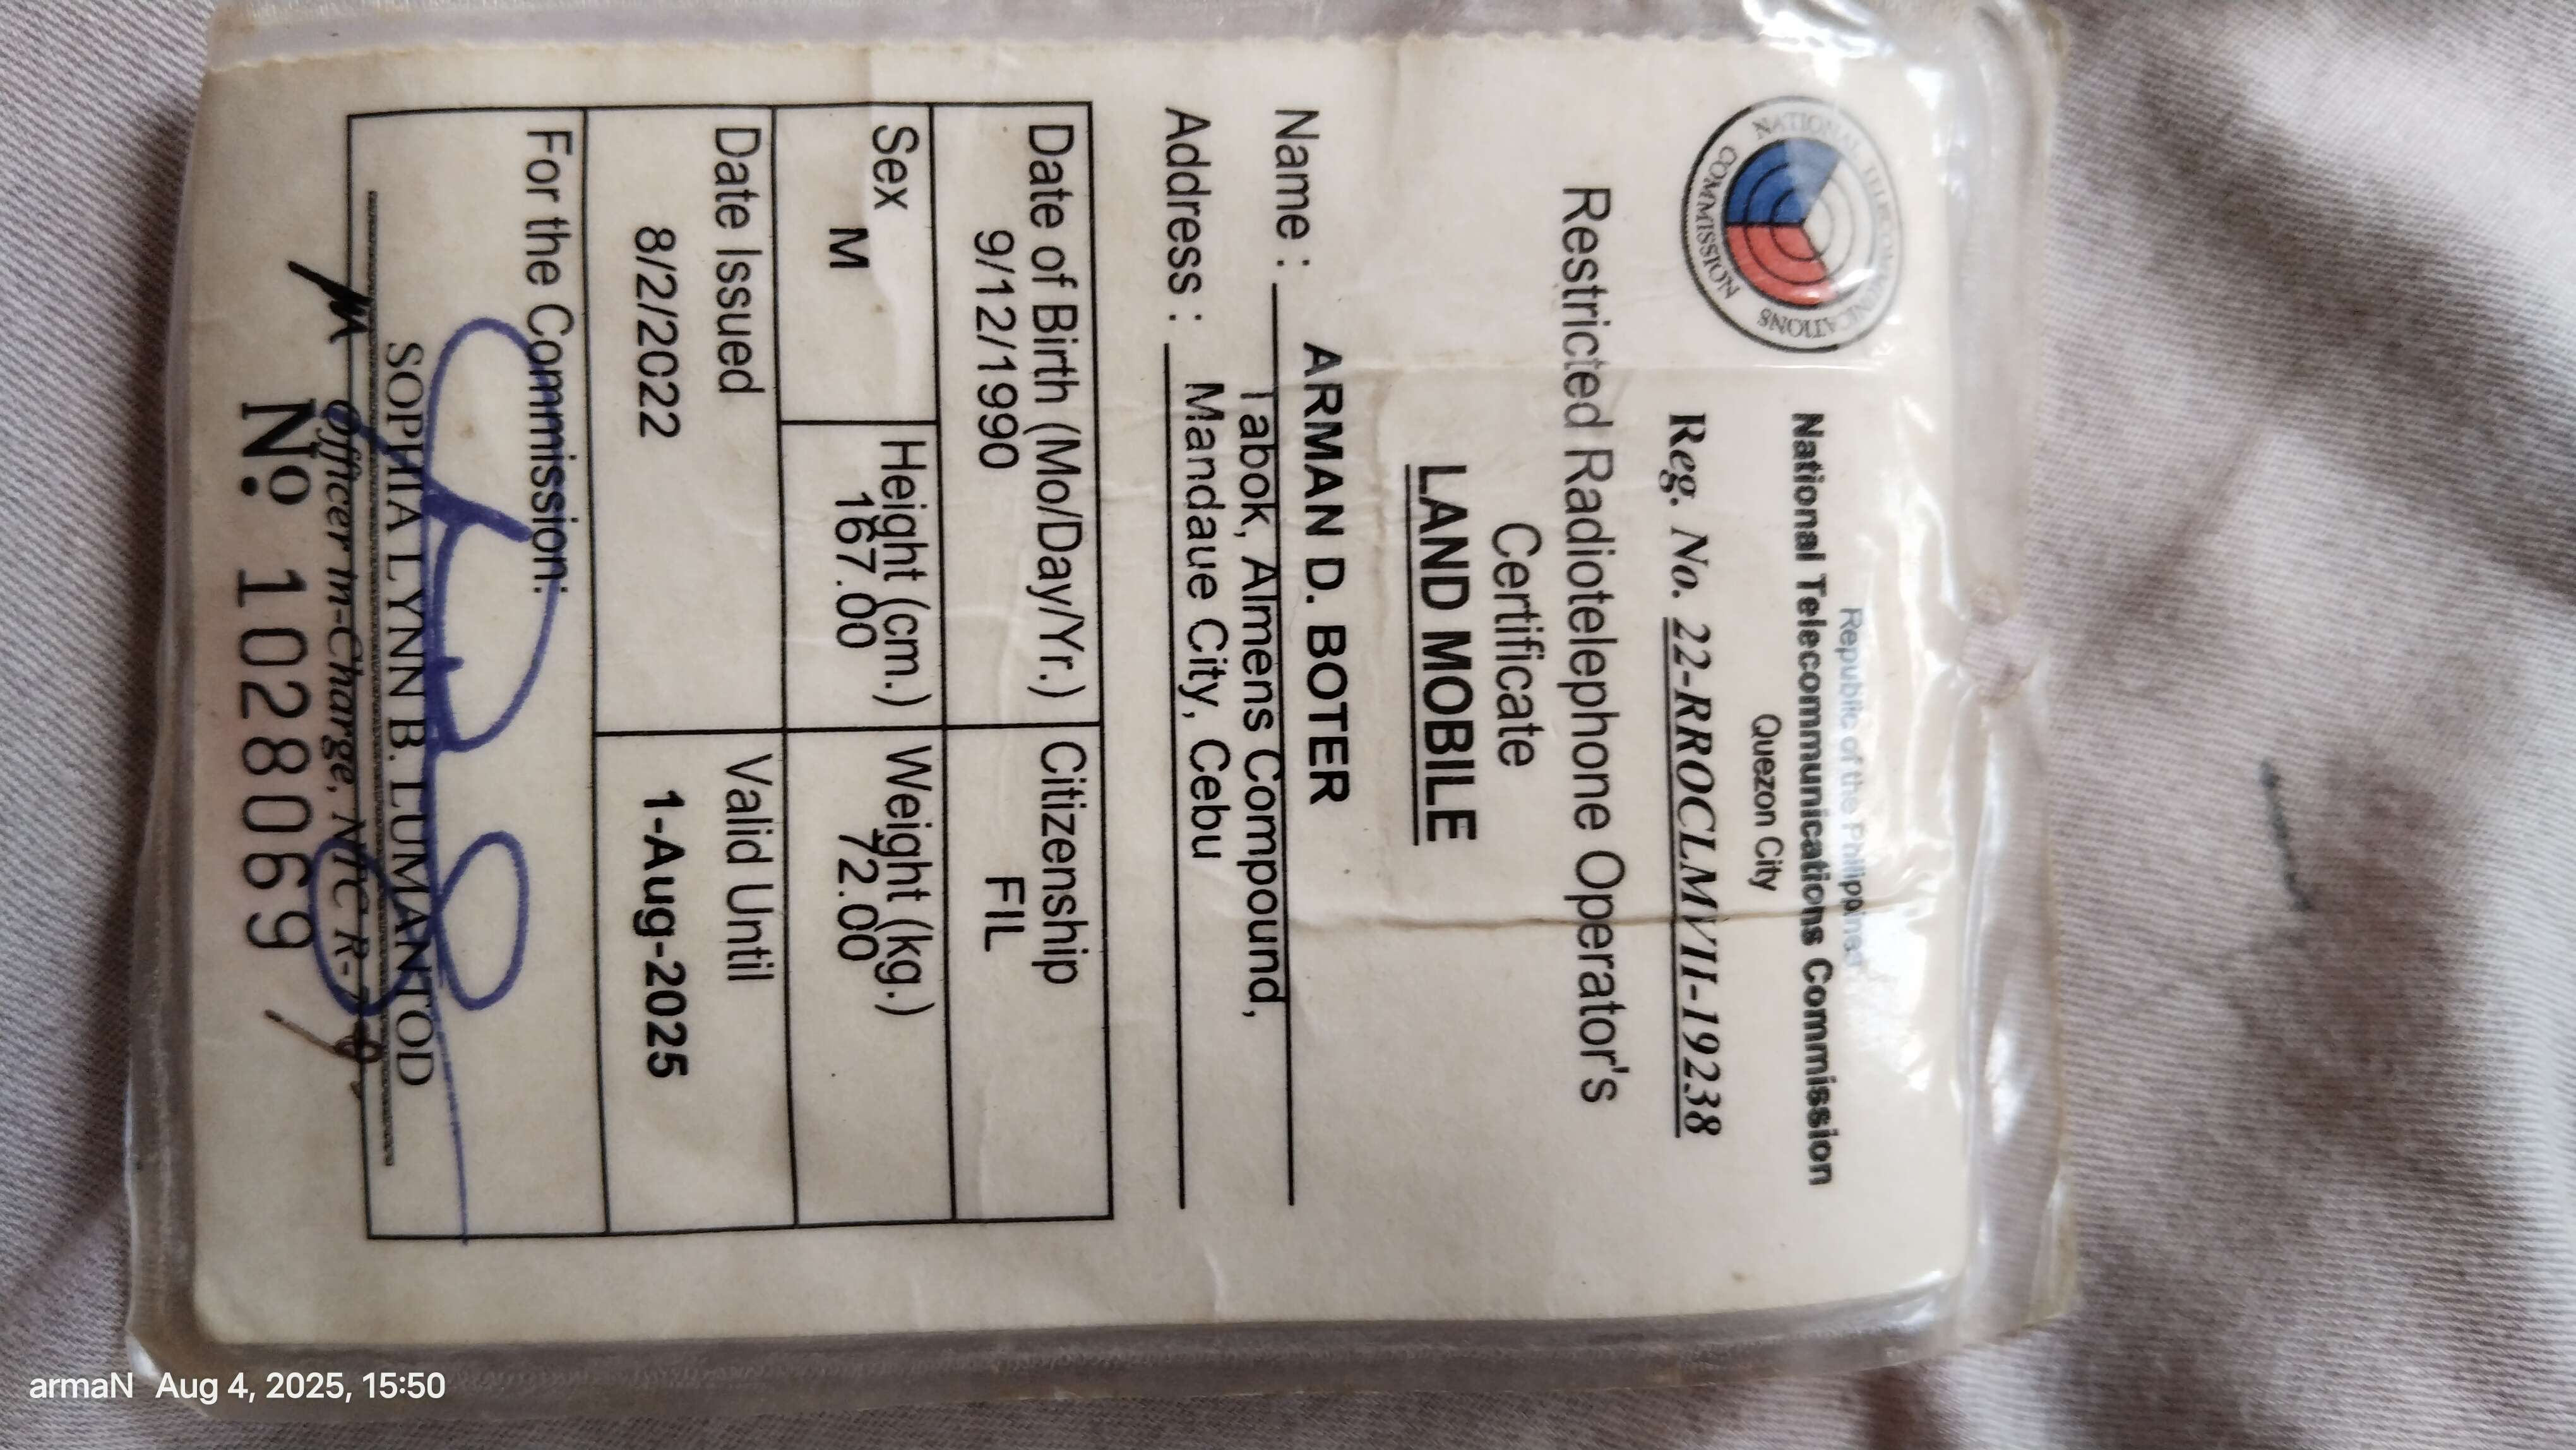 Republic of the Philippines
National Telecommunications Commission
Quezon City
NATIONAL TELECOMMUNICATIONS COMMISSION
Reg. No. 22-RROCLMVII-19238
Restricted Radiotelephone Operator's
Certificate
LAND MOBILE
Name : ARMAN D. BOTER
Tabok, Almens Compound,
Address : Mandaue City, Cebu
Date of Birth (Mo/Day/Yr.) Citizenship
9/12/1990 FIL
Sex Height (cm.) Weight (kg.)
M 167.00 72.00
Date Issued Valid Until
8/2/2022 1-Aug-2025
For the Commission:
SOPHIA LYNN B. LUMANTOD
Officer In-Charge, NTC R-7
Nº 1028069
armaN Aug 4, 2025, 15:50